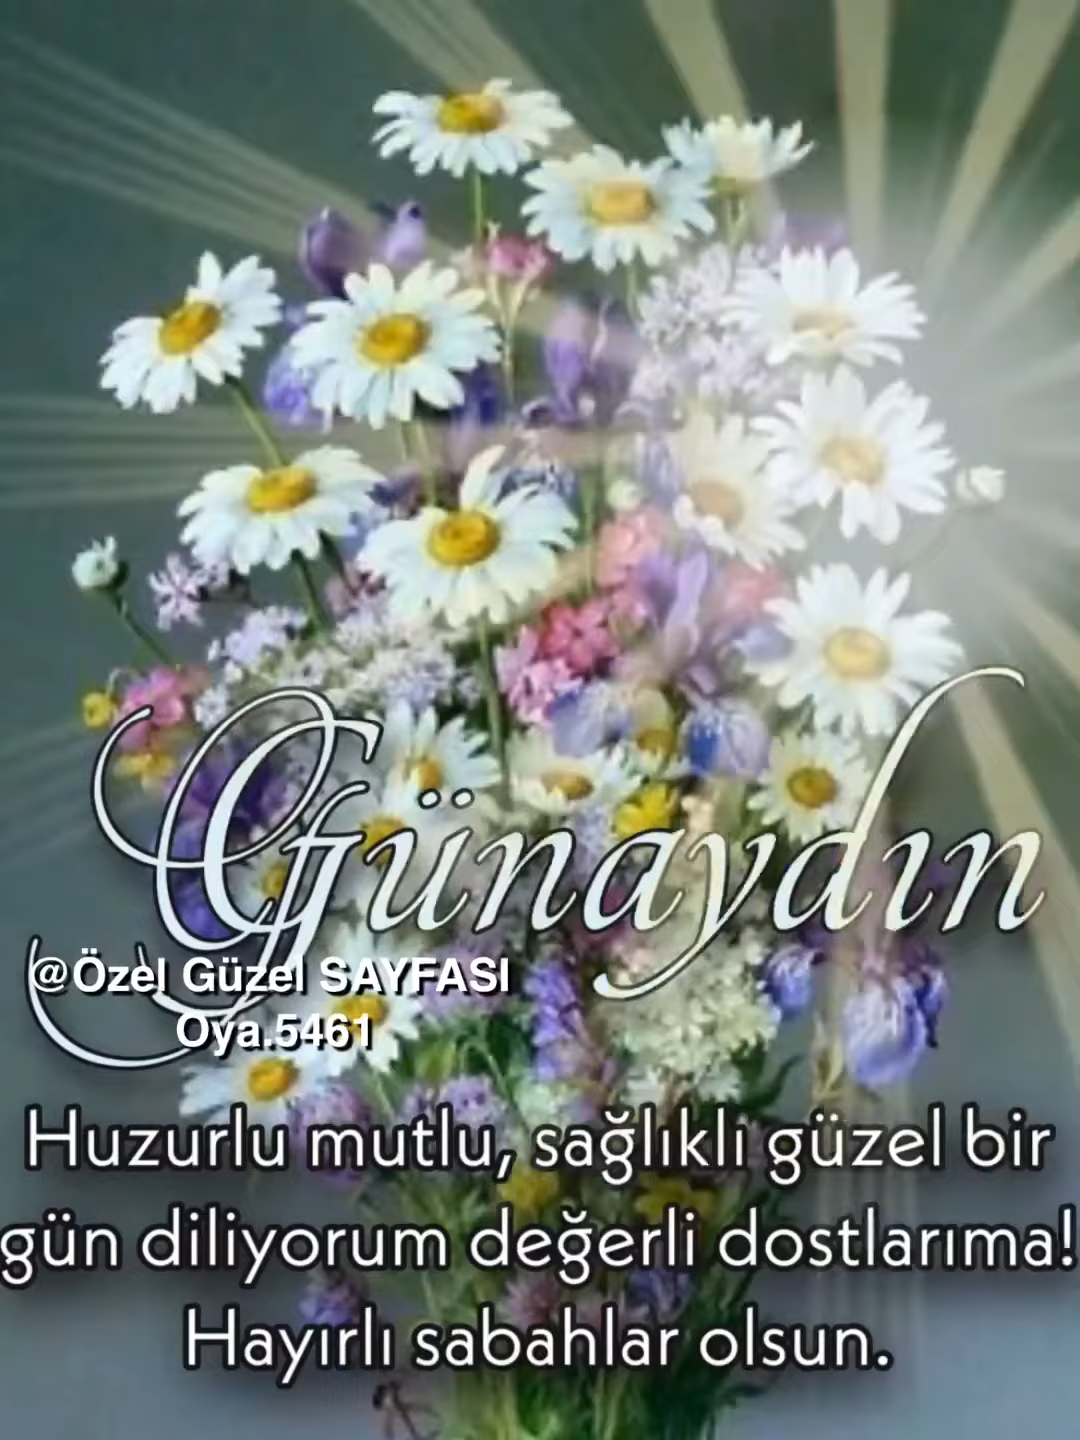 Günaydın
@Özel Güzel SAYFASI
Oya.5461
Huzurlu mutlu, sağlıklı güzel bir
gün diliyorum değerli dostlarıma!
Hayırlı sabahlar olsun.